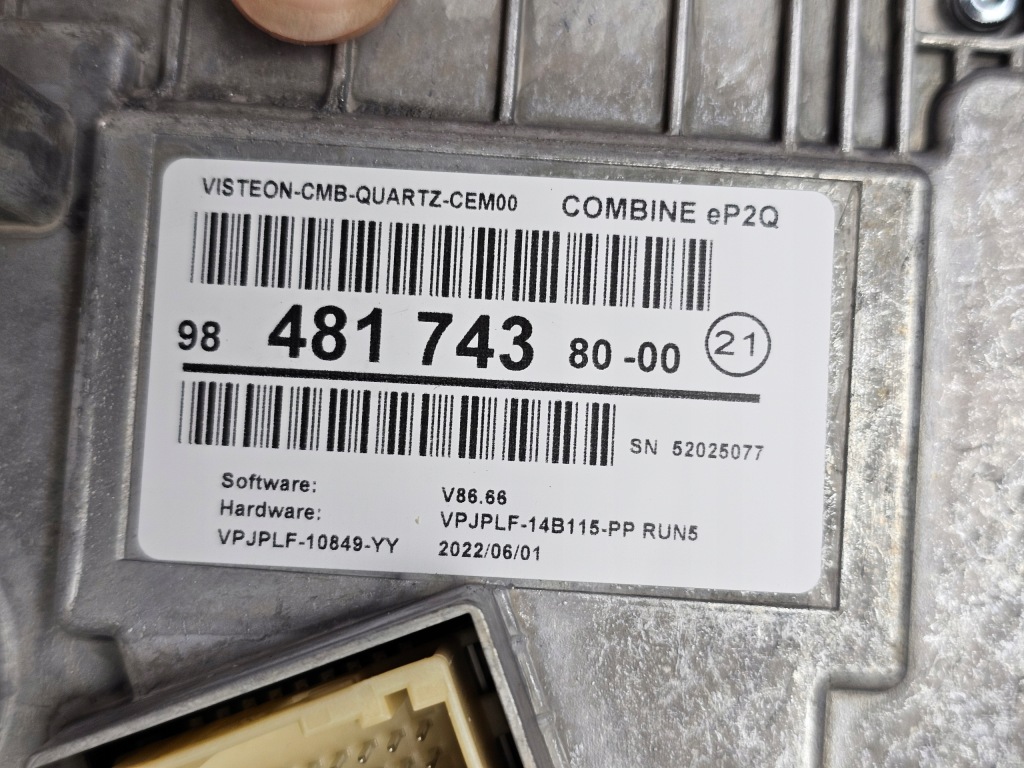 VISTEON-CMB-QUARTZ-CEM00 COMBINE eP2Q
98 481 743 80 -00 21
SN 52025077
Software: V86.66
Hardware: VPJPLF-14B115-PP RUN5
VPJPLF-10849-YY 2022/06/01